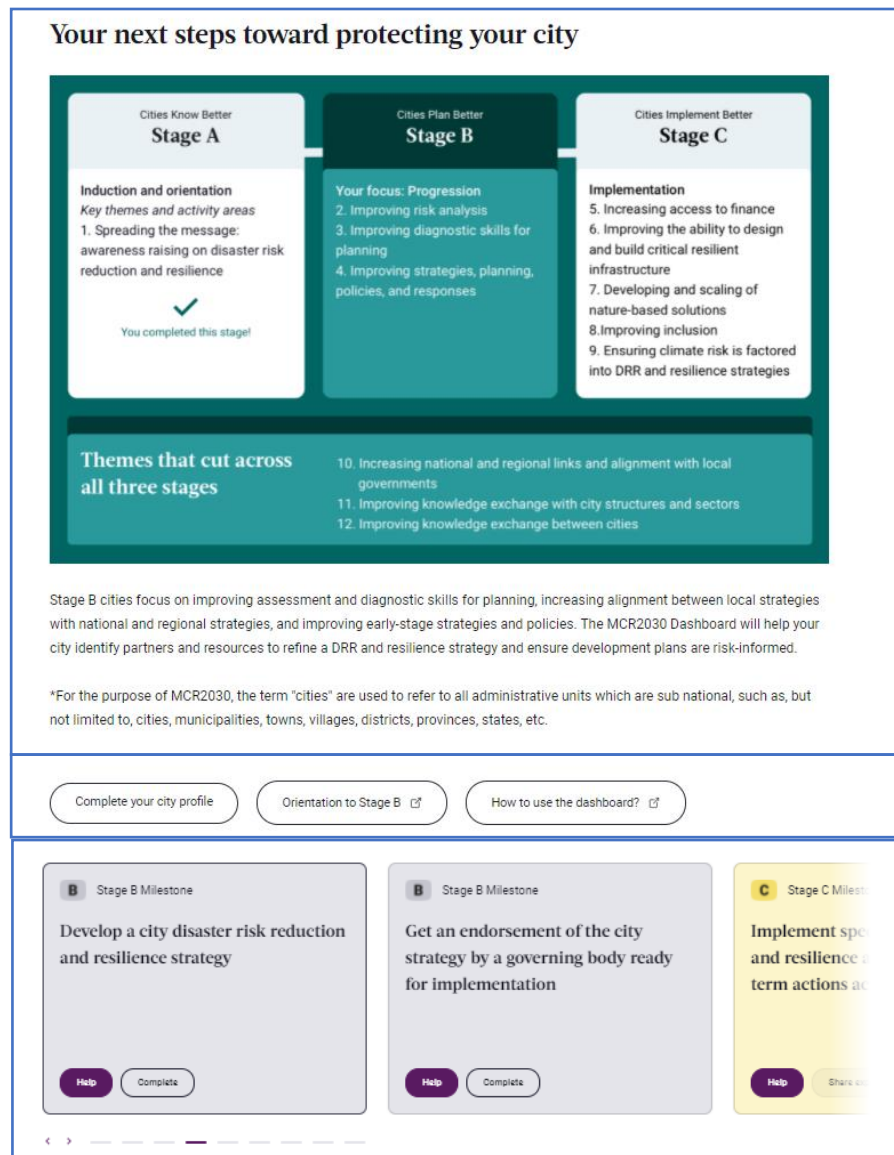 Your next steps toward protecting your city
Cities Know Better
Stage A
Induction and orientation
Key themes and activity areas
1. Spreading the message:
awareness raising on disaster risk
reduction and resilience
You completed this stage!
Cities Plan Better
Stage B
Your focus: Progression
2. Improving risk analysis
3. Improving diagnostic skills for
planning
4. Improving strategies, planning,
policies, and responses
Cities Implement Better
Stage C
Implementation
5. Increasing access to finance
6. Improving the ability to design
and build critical resilient
infrastructure
7. Developing and scaling of
nature-based solutions
8.Improving inclusion
9. Ensuring climate risk is factored
into DRR and resilience strategies
Themes that cut across
all three stages
10. Increasing national and regional links and alignment with local
governments
11. Improving knowledge exchange with city structures and sectors
12. Improving knowledge exchange between cities
Stage B cities focus on improving assessment and diagnostic skills for planning, increasing alignment between local strategies
with national and regional strategies, and improving early-stage strategies and policies. The MCR2030 Dashboard will help your
city identify partners and resources to refine a DRR and resilience strategy and ensure development plans are risk-informed.
*For the purpose of MCR2030, the term "cities" are used to refer to all administrative units which are sub national, such as, but
not limited to, cities, municipalities, towns, villages, districts, provinces, states, etc.
Complete your city profile
Orientation to Stage B
How to use the dashboard?
B Stage B Milestone
Develop a city disaster risk reduction
and resilience strategy
Help Complete
B Stage B Milestone
Get an endorsement of the city
strategy by a governing body ready
for implementation
Help Complete
C Stage C
Implement
and resilience
term actions
Help Share